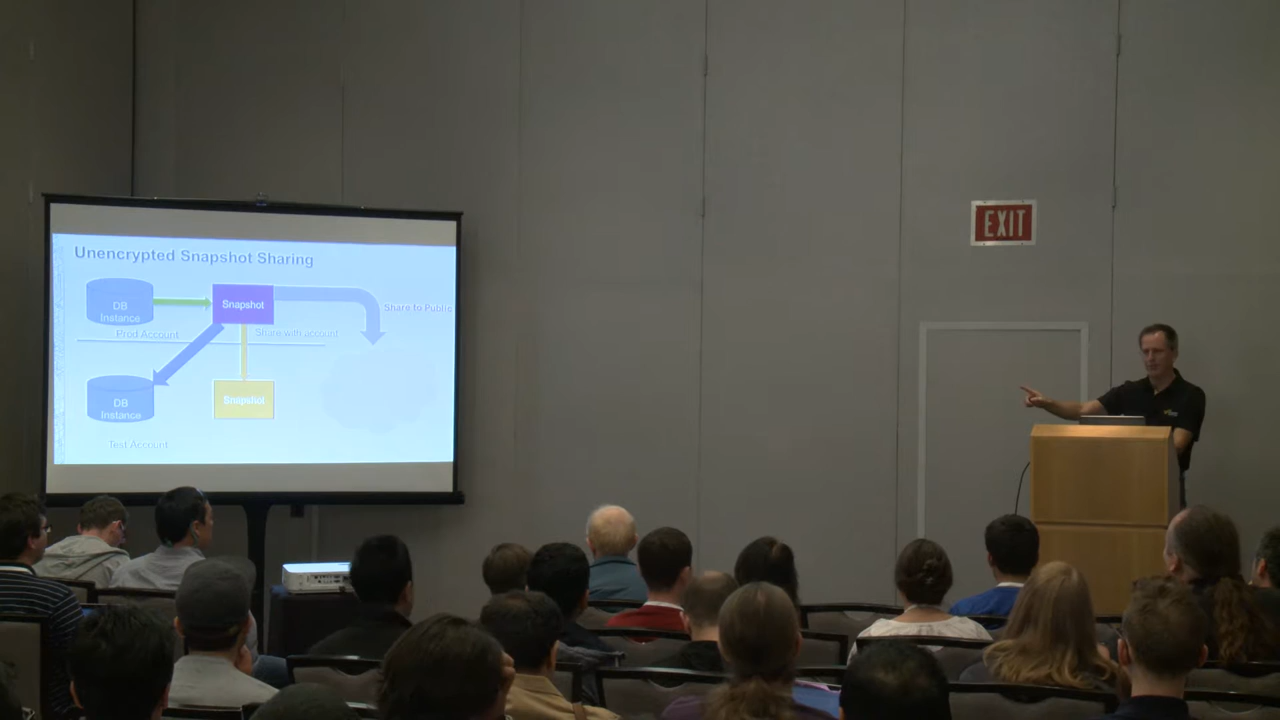 Unencrypted Snapshot Sharing
DB
Instance
Snapshot
Share to Public
Prod Account
Share with account
DB
Instance
Snapshot
Test Account
EXIT